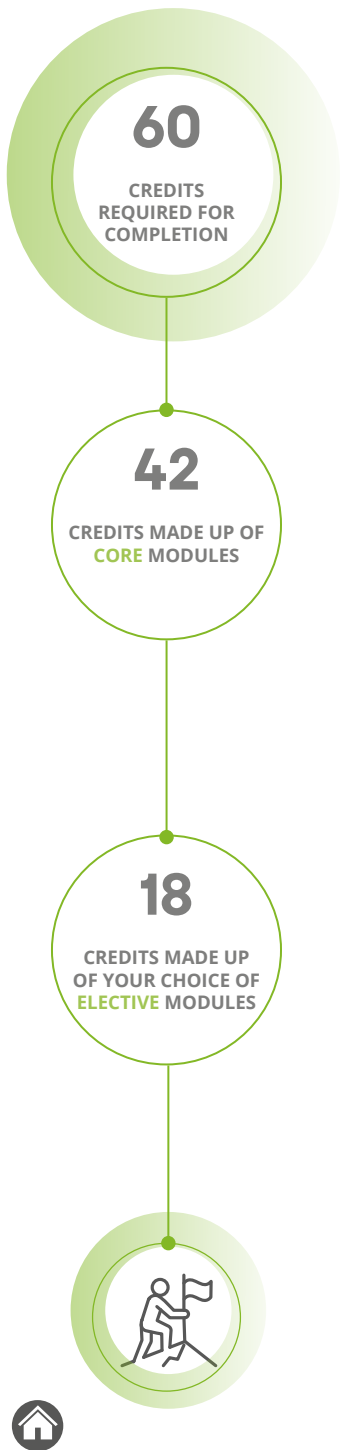 60
CREDITS
REQUIRED FOR
COMPLETION
42
CREDITS MADE UP OF
CORE MODULES
18
CREDITS MADE UP
OF YOUR CHOICE OF
ELECTIVE MODULES